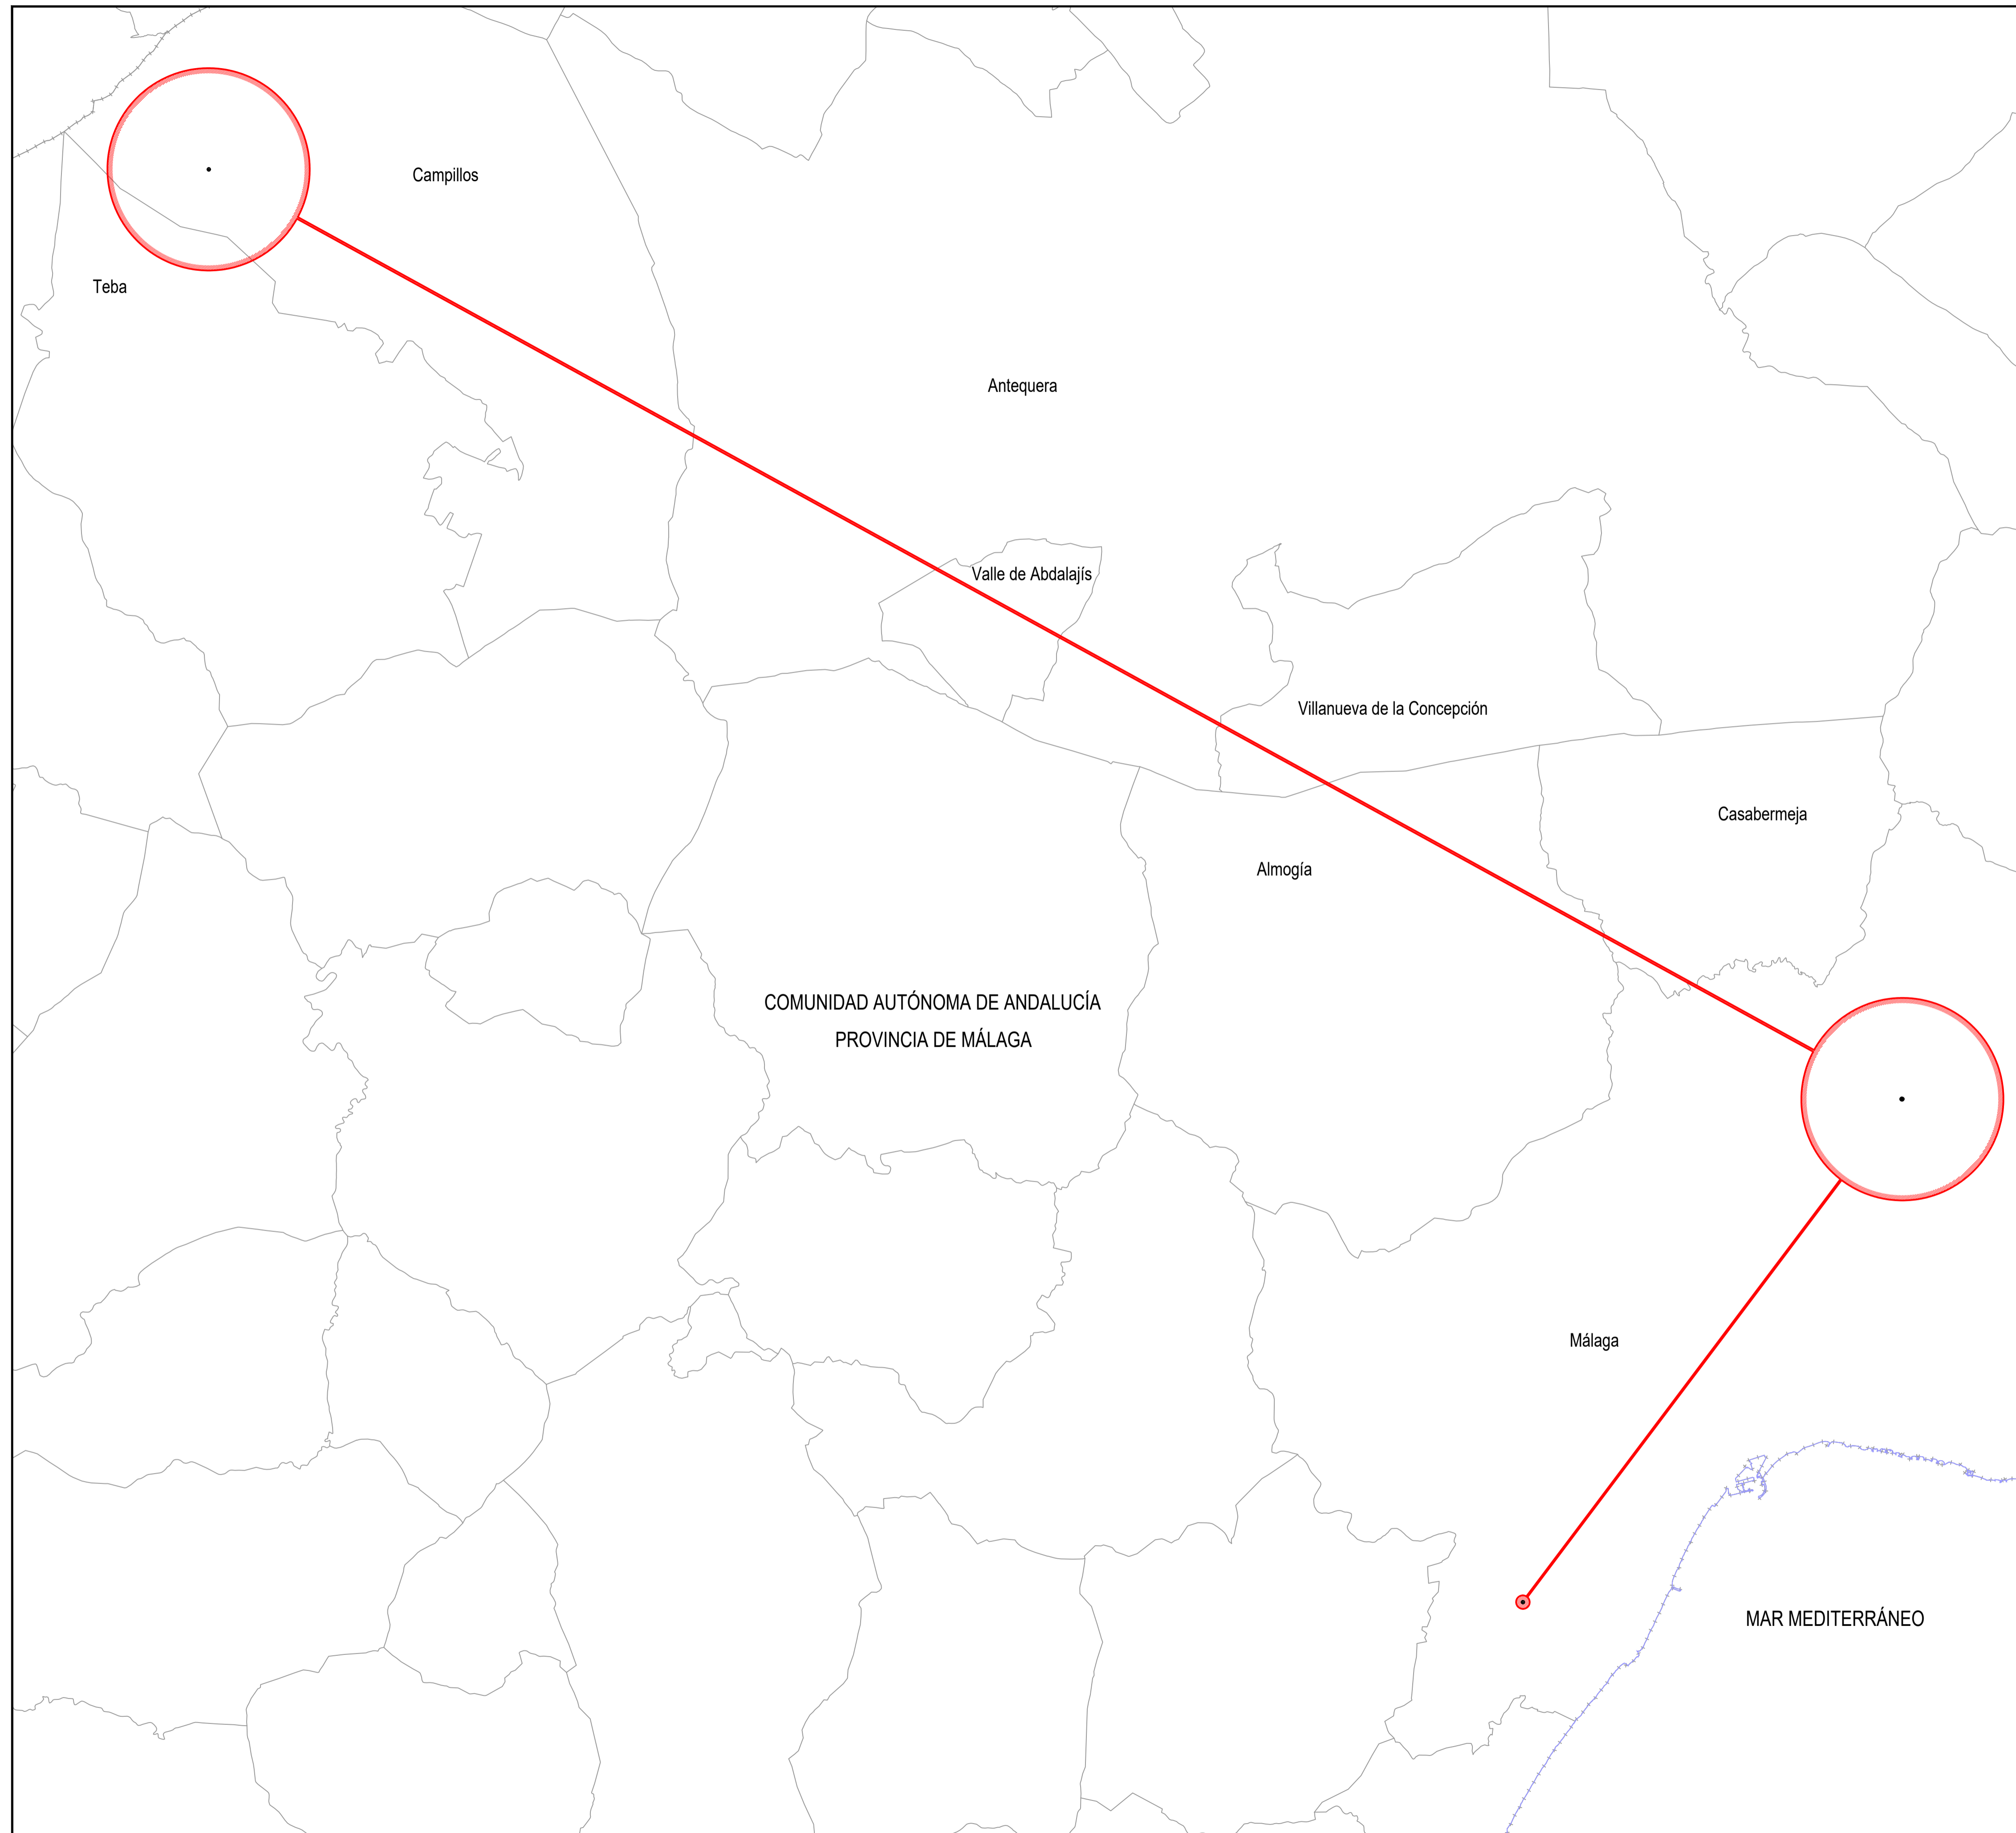 Campillos
Teba
Antequera
Valle de Abdalajís
Villanueva de la Concepción
Casabermeja
Almogía
COMUNIDAD AUTÓNOMA DE ANDALUCÍA
PROVINCIA DE MÁLAGA
Málaga
MAR MEDITERRÁNEO